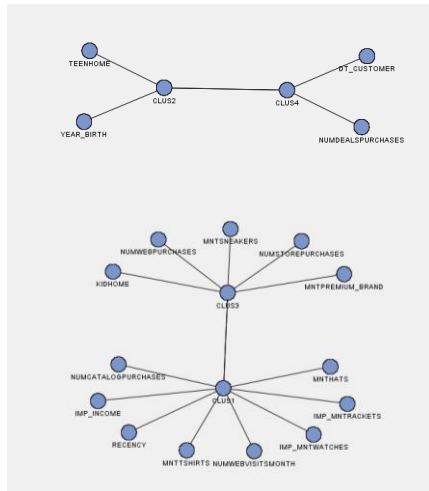 TEENHOME
DT_CUSTOMER
CLUS2
CLUS4
YEAR_BIRTH
NUMDEALSPURCHASES
MNTSNEAKERS
NUMWEBPURCHASES
NUMSTOREPURCHASES
KIDHOME
MNTPREMIUM_BRAND
CLUS3
NUMCATALOGPURCHASES
MNTHATS
CLUS1
IMP_INCOME
IMP_MNTRACKETS
RECENCY
IMP_MNTWATCHES
MNTTSHIRTS
NUMWEBVISITSMONTH